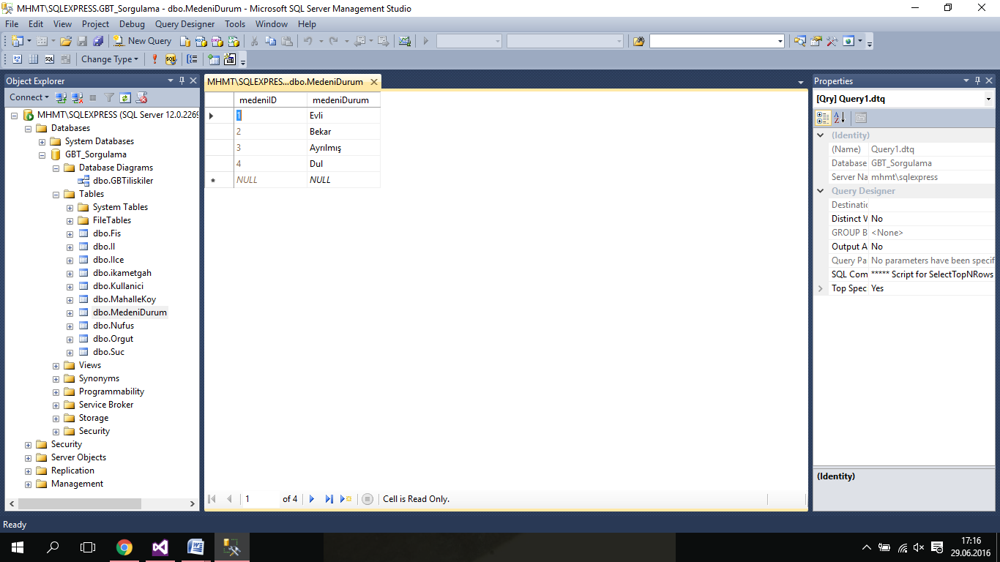 MHMT\SQLEXPRESS.GBT_Sorgulama - dbo.MedeniDurum - Microsoft SQL Server Management Studio
File Edit View Project Debug Query Designer Tools Window Help
New Query
Change Type
Object Explorer
Connect
MHMT\SQLEXPRESS (SQL Server 12.0.2269
Databases
System Databases
GBT_Sorgulama
Database Diagrams
dbo.GBTiliskiler
Tables
System Tables
FileTables
dbo.Fis
dbo.Il
dbo.Ilce
dbo.ikametgah
dbo.Kullanici
dbo.MahalleKoy
dbo.MedeniDurum
dbo.Nufus
dbo.Orgut
dbo.Suc
Views
Synonyms
Programmability
Service Broker
Storage
Security
Security
Server Objects
Replication
Management
MHMT\SQLEXPRES...dbo.MedeniDurum
medeniID medeniDurum
1 Evli
2 Bekar
3 Ayrılmış
4 Dul
NULL NULL
1 of 4 Cell is Read Only.
Properties
[Qry] Query1.dtq
(Identity)
(Name) Query1.dtq
Database GBT_Sorgulama
Server Na mhmt\sqlexpress
Query Designer
Destinatic
Distinct V No
GROUP B <None>
Output A No
Query Pa No parameters have been specif
SQL Com ***** Script for SelectTopNRows
Top Spec Yes
(Identity)
Ready
17:16
29.06.2016